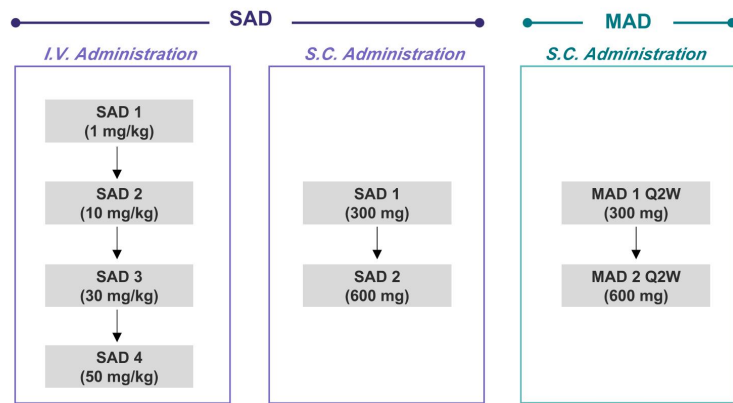 SAD
MAD
I.V. Administration
S.C. Administration
S.C. Administration
SAD 1
(1 mg/kg)
SAD 2
(10 mg/kg)
SAD 3
(30 mg/kg)
SAD 4
(50 mg/kg)
SAD 1
(300 mg)
SAD 2
(600 mg)
MAD 1 Q2W
(300 mg)
MAD 2 Q2W
(600 mg)